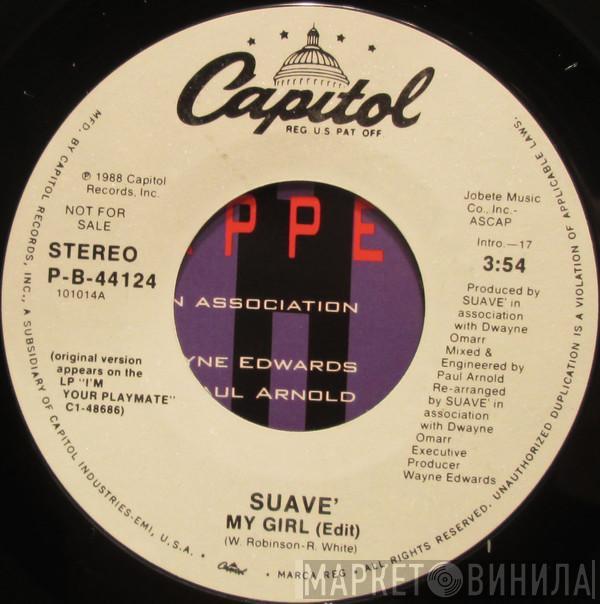 Capitol
REG. U.S. PAT. OFF.
℗ 1988 Capitol
Records, Inc.
NOT FOR
SALE
STEREO
P-B-44124
101014A
(original version
appears on the
LP "I'M
YOUR PLAYMATE"
C1-48686)
PPE
N ASSOCIATION
YNE EDWARDS
AUL ARNOLD
Jobete Music
Co., Inc.-
ASCAP
Intro.—17
3:54
Produced by
SUAVE' in
association
with Dwayne
Omarr
Mixed &
Engineered by
Paul Arnold
Re-arranged
by SUAVE' in
association
with Dwayne
Omarr
Executive
Producer
Wayne Edwards
SUAVE'
MY GIRL (Edit)
(W. Robinson-R. White)
MFD. BY CAPITOL RECORDS, INC., A SUBSIDIARY OF CAPITOL INDUSTRIES-EMI, U.S.A. • Capitol • MARCA REG. • ALL RIGHTS RESERVED. UNAUTHORIZED DUPLICATION IS A VIOLATION OF APPLICABLE LAWS.
МАРКЕТ ВИНИЛА